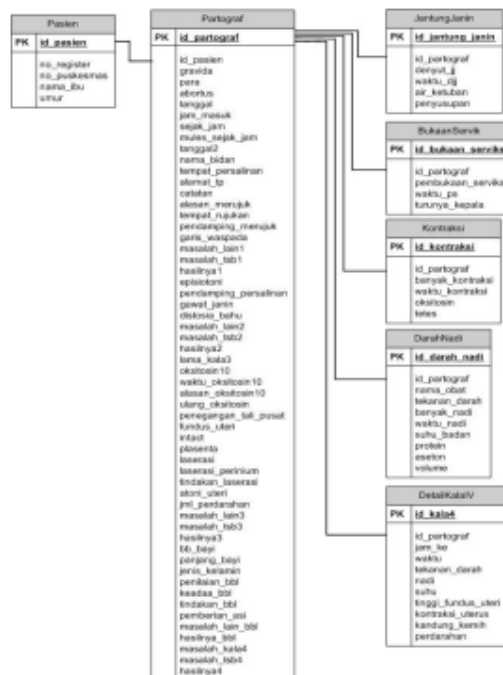 Pasien
PK id_pasien
no_register
no_puskesmas
nama_ibu
umur
Partograf
PK id_partograf
id_pasien
gravida
para
abortus
tanggal
jam_masuk
sejak_jam
mules_sejak_jam
tanggal2
nama_bidan
tempat_persalinan
alamat_tp
catatan
alasan_merujuk
tempat_rujukan
pendamping_merujuk
garis_waspada
masalah_lain1
masalah_tsb1
hasilnya1
episiotomi
pendamping_persalinan
gawat_janin
distosia_bahu
masalah_lain2
masalah_tsb2
hasilnya2
lama_kala3
oksitosin10
waktu_oksitosin10
alasan_oksitosin10
ulang_oksitosin
penegangan_tali_pusat
fundus_uteri
intact
plasenta
laserasi
laserasi_perinium
tindakan_laserasi
atoni_uteri
jml_perdarahan
masalah_lain3
masalah_tsb3
hasilnya3
bb_bayi
panjang_bayi
jenis_kelamin
penilaian_bbl
keadaa_bbl
tindakan_bbl
pemberian_asi
masalah_lain_bbl
hasilnya_bbl
masalah_kala4
masalah_tsb4
hasilnya4
JantungJanin
PK id_jantung_janin
id_partograf
denyut_jj
waktu_djj
air_ketuban
penyusupan
BukaanServik
PK id_bukaan_serviks
id_partograf
pembukaan_serviks
waktu_ps
turunya_kepala
Kontraksi
PK id_kontraksi
id_partograf
banyak_kontraksi
waktu_kontraksi
oksitosin
tetes
DarahNadi
PK id_darah_nadi
id_partograf
nama_obat
tekanan_darah
banyak_nadi
waktu_nadi
suhu_badan
protein
aseton
volume
DetailKalaIV
PK id_kala4
id_partograf
jam_ke
waktu
tekanan_darah
nadi
suhu
tinggi_fundus_uteri
kontraksi_uterus
kandung_kemih
perdarahan